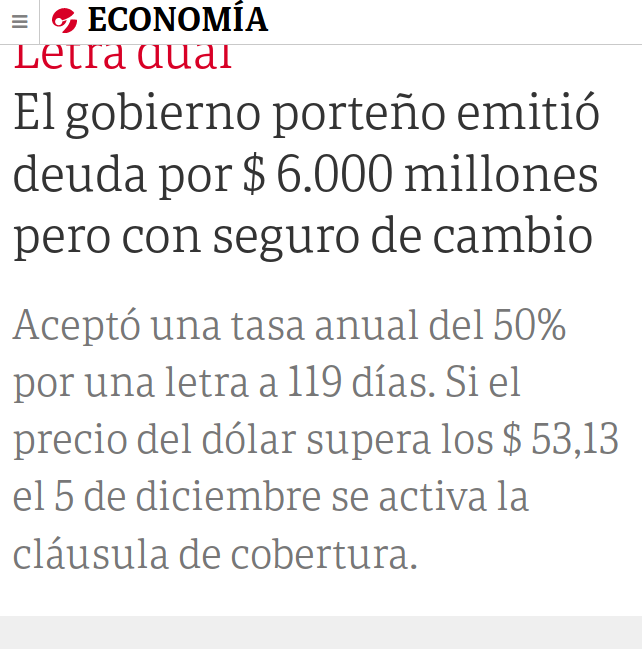 ECONOMÍA
Letra dual
El gobierno porteño emitió
deuda por $ 6.000 millones
pero con seguro de cambio
Aceptó una tasa anual del 50%
por una letra a 119 días. Si el
precio del dólar supera los $ 53,13
el 5 de diciembre se activa la
cláusula de cobertura.